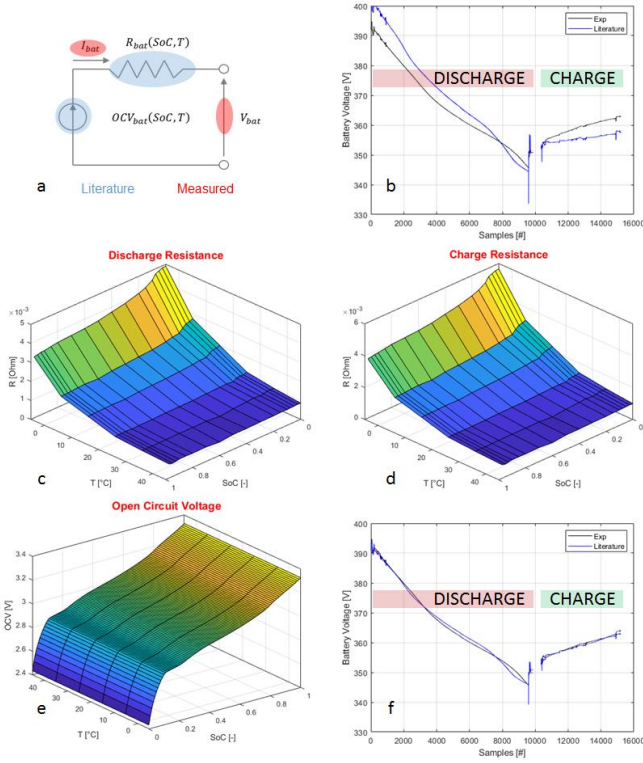 I_bat
R_bat(SoC,T)
OCV_bat(SoC,T)
V_bat
a
Literature
Measured
400
390
380
370
360
350
340
330
Battery Voltage [V]
Exp
Literature
DISCHARGE
CHARGE
b
0 2000 4000 6000 8000 10000 12000 14000 16000
Samples [#]
Discharge Resistance
× 10⁻³
5
4
3
2
1
0
R [Ohm]
0
10
20
30
40
T [°C]
0
0.2
0.4
0.6
0.8
1
SoC [-]
c
Charge Resistance
× 10⁻³
6
4
2
0
R [Ohm]
0
10
20
30
40
T [°C]
0
0.2
0.4
0.6
0.8
1
SoC [-]
d
Open Circuit Voltage
3.4
3.2
3
2.8
2.6
2.4
OCV [V]
40
30
20
10
0
T [°C]
0
0.2
0.4
0.6
0.8
1
SoC [-]
e
400
390
380
370
360
350
340
330
Battery Voltage [V]
Exp
Literature
DISCHARGE
CHARGE
f
0 2000 4000 6000 8000 10000 12000 14000 16000
Samples [#]